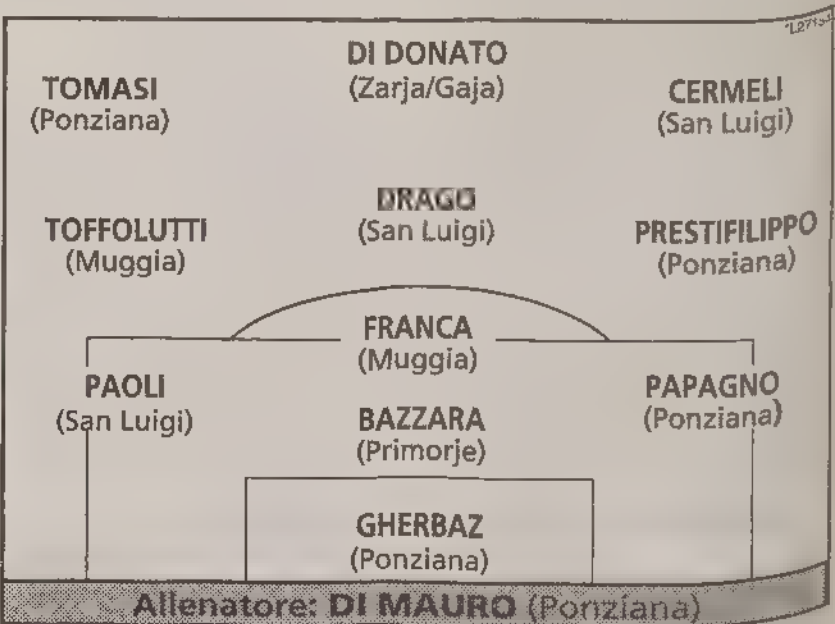 DI DONATO
(Zarja/Gaja)
TOMASI
(Ponziana)
CERMELI
(San Luigi)
DRAGO
(San Luigi)
TOFFOLUTTI
(Muggia)
PRESTIFILIPPO
(Ponziana)
FRANCA
(Muggia)
PAOLI
(San Luigi)
PAPAGNO
(Ponziana)
BAZZARA
(Primorje)
GHERBAZ
(Ponziana)
Allenatore: DI MAURO (Ponziana)